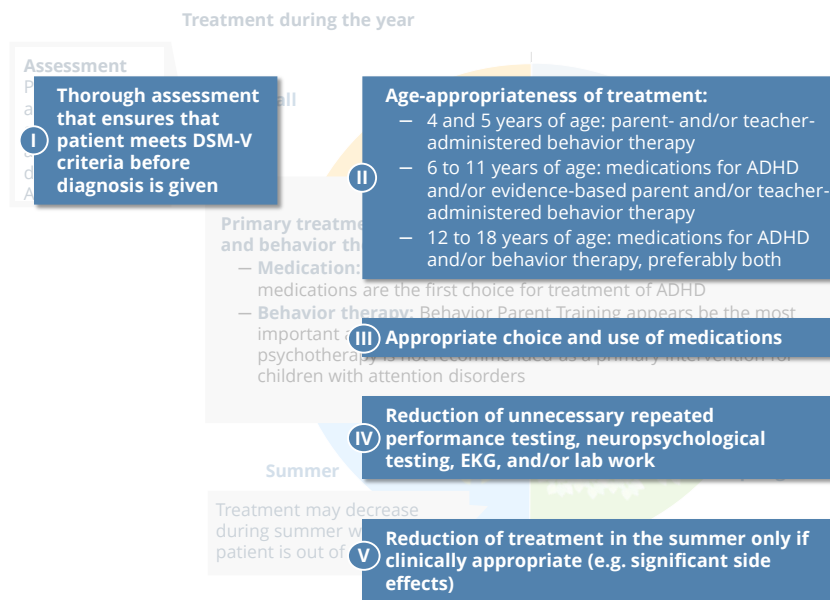 Treatment during the year
Assessment
Thorough assessment
that ensures that
patient meets DSM-V
criteria before
diagnosis is given
I
Age-appropriateness of treatment:
— 4 and 5 years of age: parent- and/or teacher-
administered behavior therapy
— 6 to 11 years of age: medications for ADHD
and/or evidence-based parent and/or teacher-
administered behavior therapy
— 12 to 18 years of age: medications for ADHD
and/or behavior therapy, preferably both
II
Primary
and behavior
— Medication:
medications are the first choice for treatment of ADHD
— Behavior therapy: Behavior Parent Training appears be the most
important
III
Appropriate choice and use of medications
psychotherapy is not recommended as a primary intervention for
children with attention disorders
Reduction of unnecessary repeated
IV performance testing, neuropsychological
testing, EKG, and/or lab work
Summer
Treatment may decrease
during summer
patient is out of
Reduction of treatment in the summer only if
V clinically appropriate (e.g. significant side
effects)